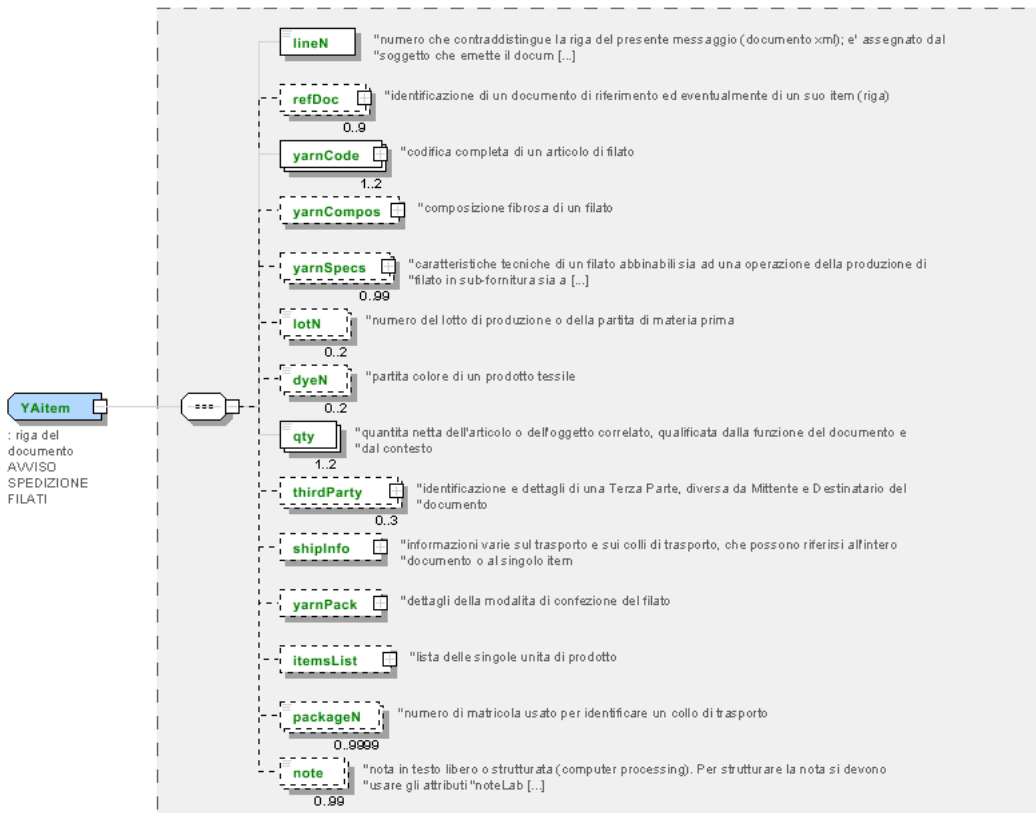 lineN
"numero che contraddistingue la riga del presente messaggio (documento xml); e' assegnato dal
"soggetto che emette il docum [...]
refDoc
"identificazione di un documento di riferimento ed eventualmente di un suo item (riga)
0..9
yarnCode
"codifica completa di un articolo di filato
1..2
yarnCompos
"composizione fibrosa di un filato
yarnSpecs
"caratteristiche tecniche di un filato abbinabili sia ad una operazione della produzione di
"filato in sub-fornitura sia a [...]
0..99
lotN
"numero del lotto di produzione o della partita di materia prima
0..2
dyeN
"partita colore di un prodotto tessile
0..2
YAitem
: riga del
documento
AVVISO
SPEDIZIONE
FILATI
qty
"quantita netta dell'articolo o dell'oggetto correlato, qualificata dalla funzione del documento e
"dal contesto
1..2
thirdParty
"identificazione e dettagli di una Terza Parte, diversa da Mittente e Destinatario del
"documento
0..3
shipInfo
"informazioni varie sul trasporto e sui colli di trasporto, che possono riferirsi all'intero
"documento o al singolo item
yarnPack
"dettagli della modalita di confezione del filato
itemsList
"lista delle singole unita di prodotto
packageN
"numero di matricola usato per identificare un collo di trasporto
0..9999
note
"nota in testo libero o strutturata (computer processing). Per strutturare la nota si devono
"usare gli attributi "noteLab [...]
0..99